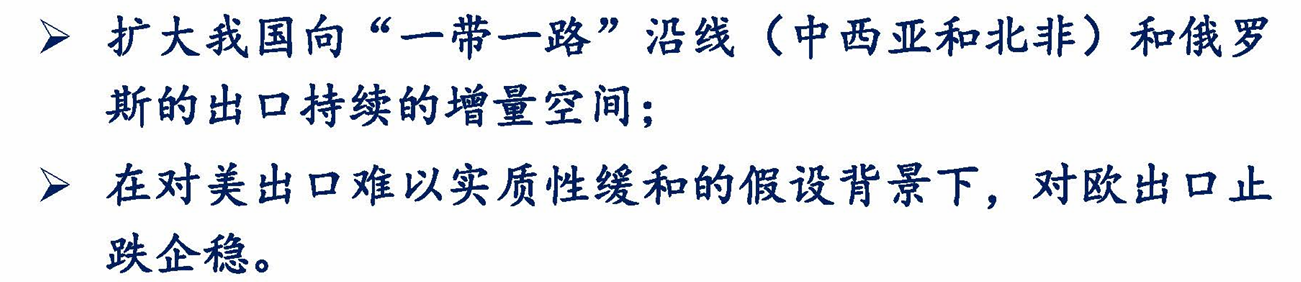 ➢ 扩大我国向“一带一路”沿线（中西亚和北非）和俄罗
斯的出口持续的增量空间；
➢ 在对美出口难以实质性缓和的假设背景下，对欧出口止
跌企稳。